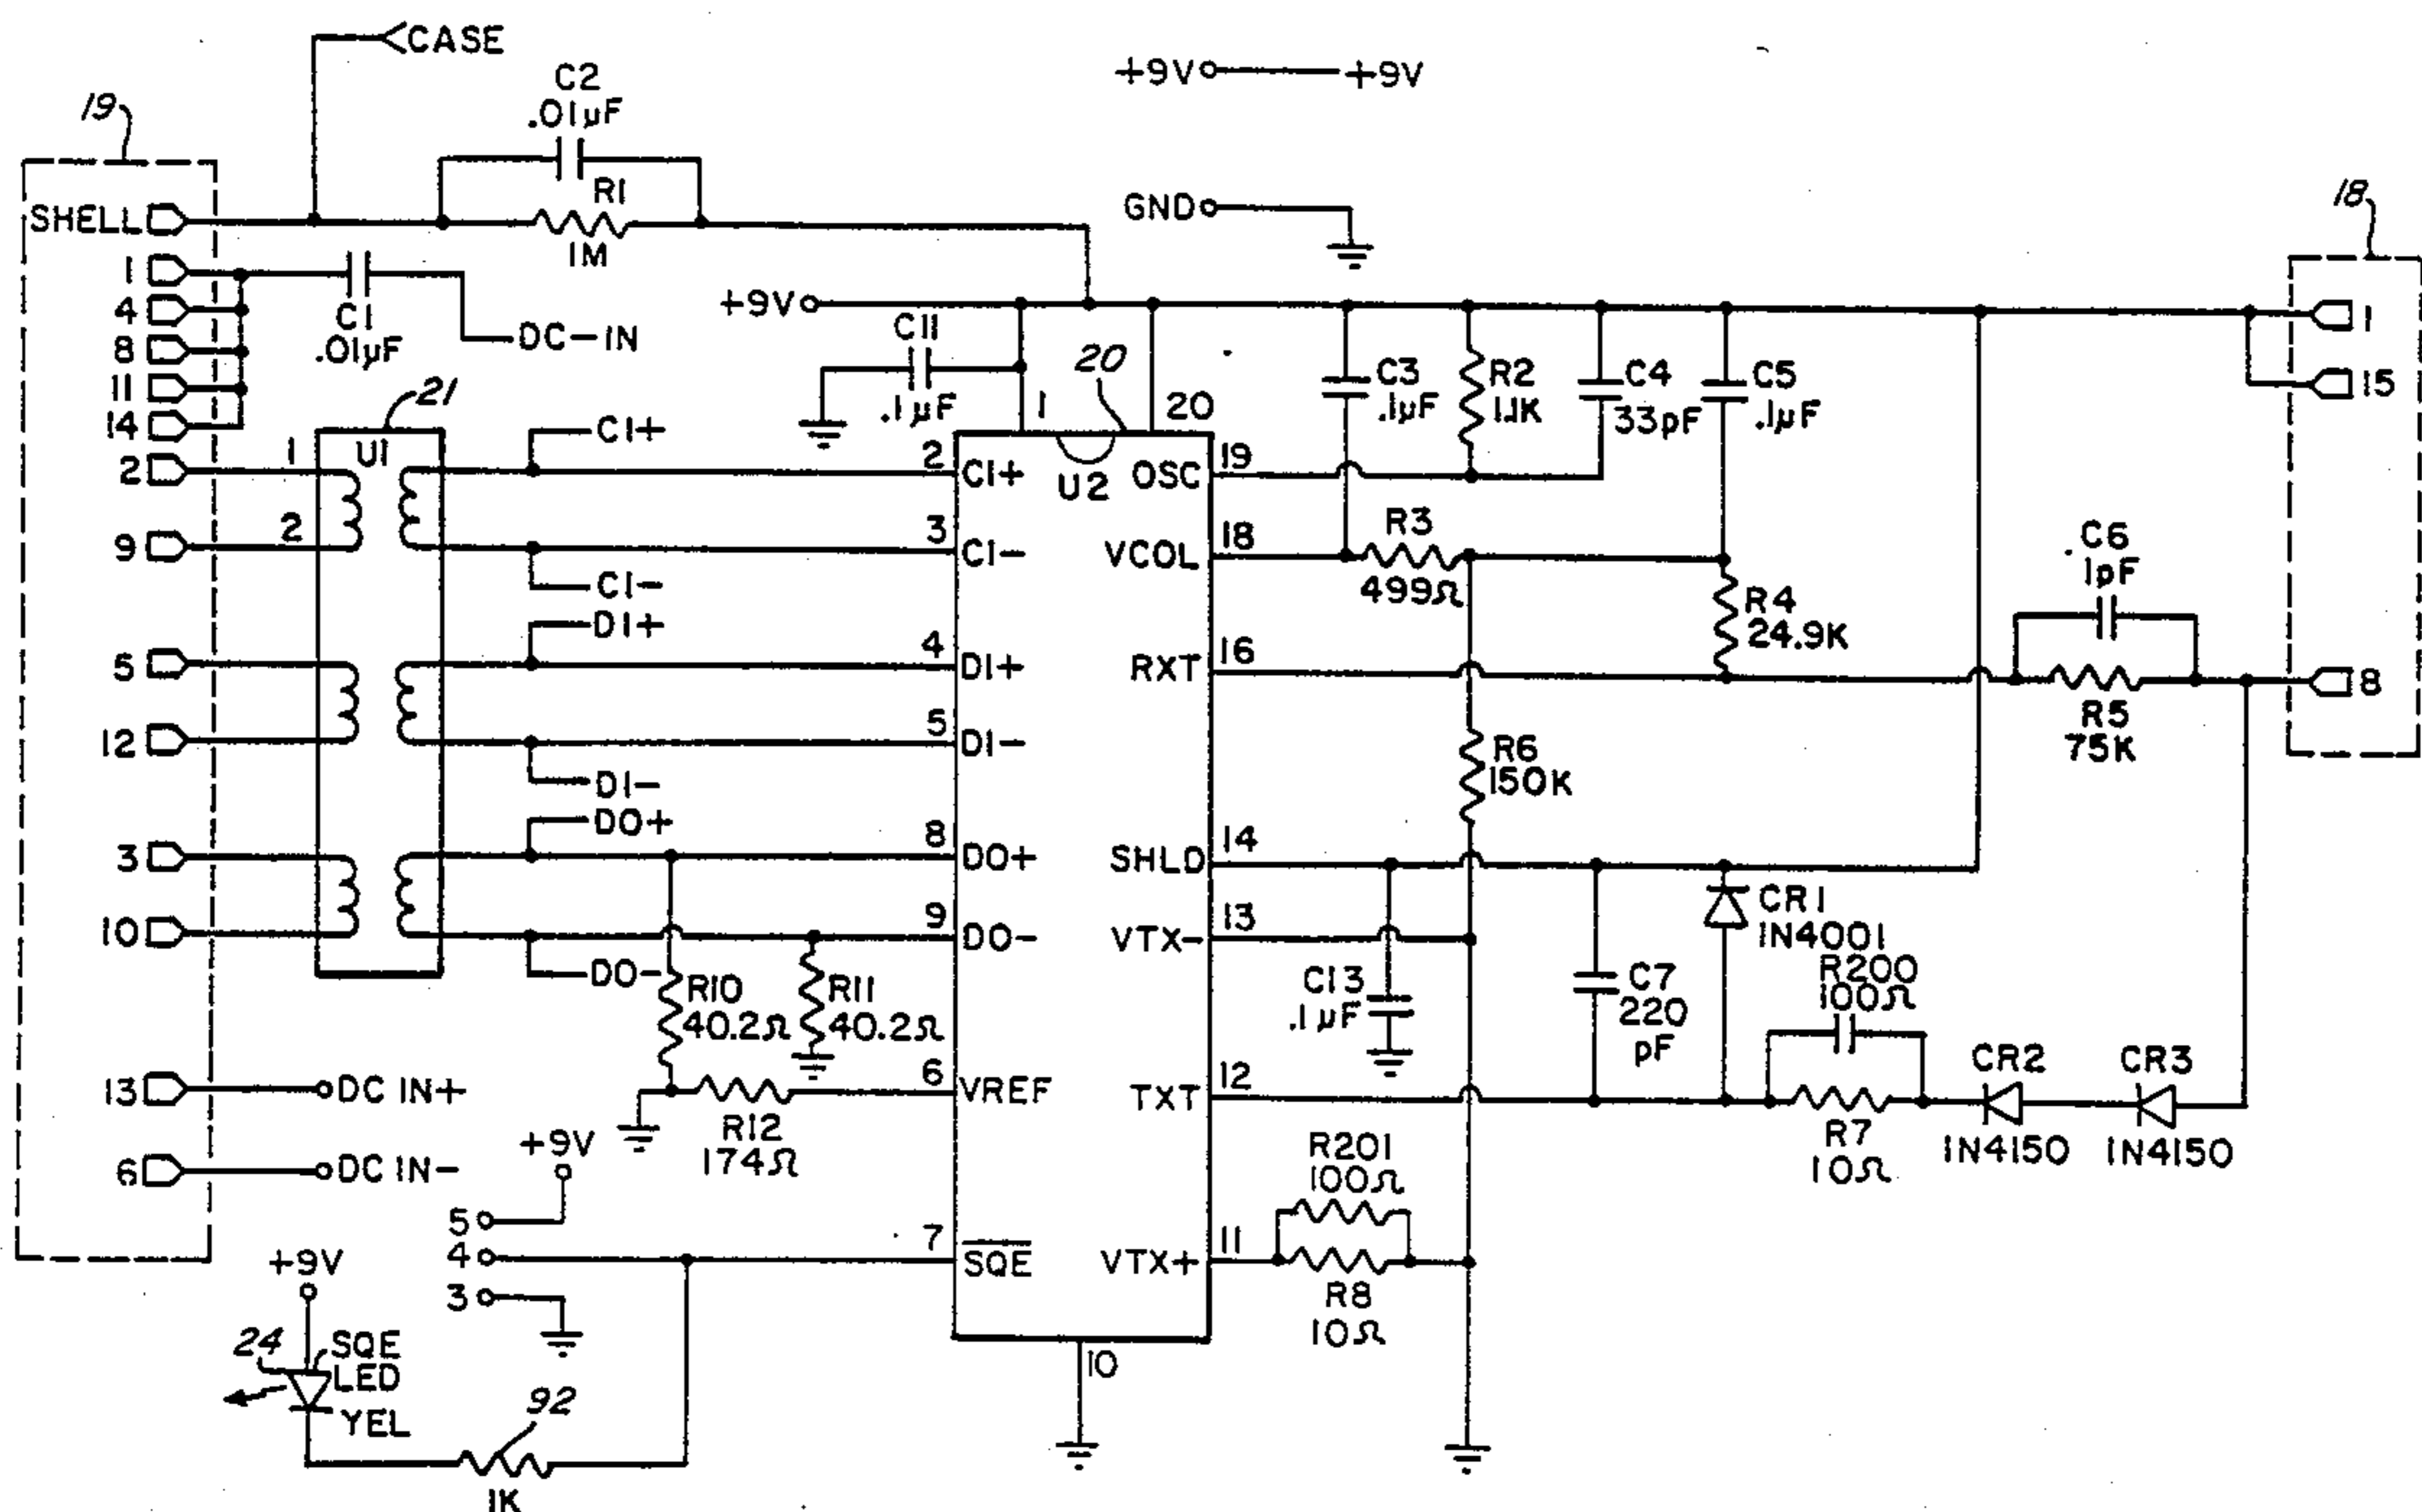 CASE
C2
.01µF
+9V
+9V
19
SHELL
R1
1M
GND
18
1
4
8
11
14
C1
.01µF
DC-IN
+9V
C11
.1µF
20
1
20
C3
.1µF
R2
1.1K
C4
33pF
C5
.1µF
1
15
21
U1
1
2
2
9
CI+
CI-
2
CI+
3
CI-
U2
OSC
19
VCOL
18
R3
499Ω
R4
24.9K
C6
.1pF
5
12
DI+
DI-
4
DI+
5
DI-
RXT
16
R5
75K
8
R6
150K
3
10
DO+
DO-
8
DO+
9
DO-
SHLD
14
VTX-
13
CR1
1N4001
R200
100Ω
R10
40.2Ω
R11
40.2Ω
C13
.1µF
C7
220
pF
13
DC IN+
6
DC IN-
6
VREF
R12
174Ω
TXT
12
R7
10Ω
CR2
1N4150
CR3
1N4150
+9V
5
4
3
7
SQE
VTX+
11
R201
100Ω
R8
10Ω
+9V
24
SQE
LED
YEL
92
1K
10